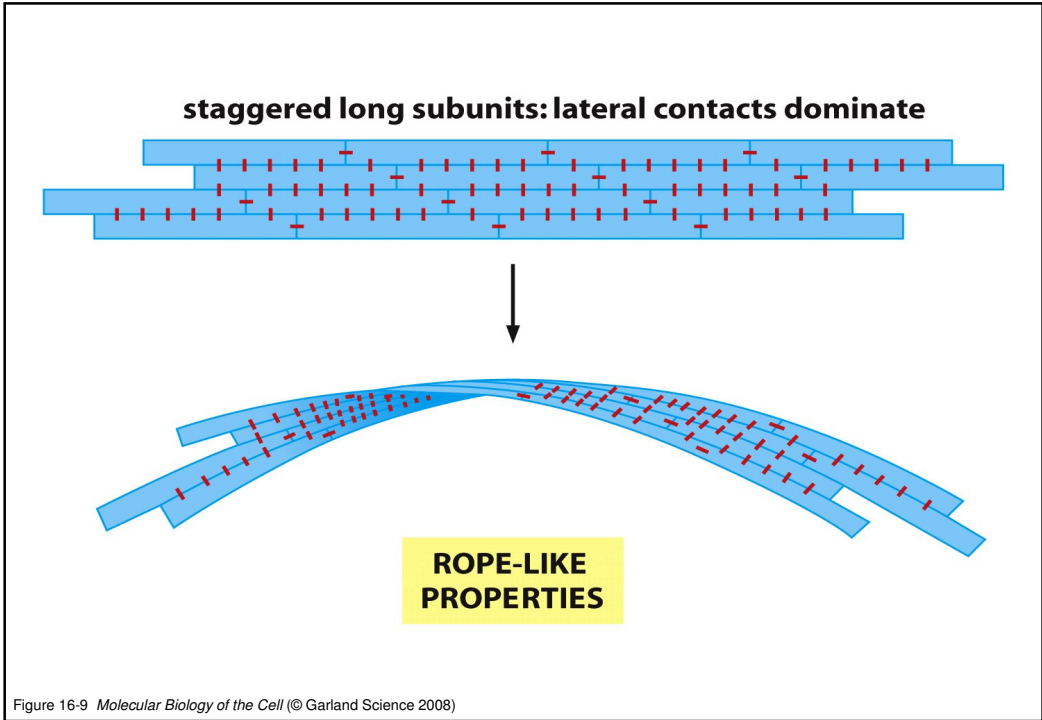 staggered long subunits: lateral contacts dominate
ROPE-LIKE
PROPERTIES
Figure 16-9 Molecular Biology of the Cell (© Garland Science 2008)